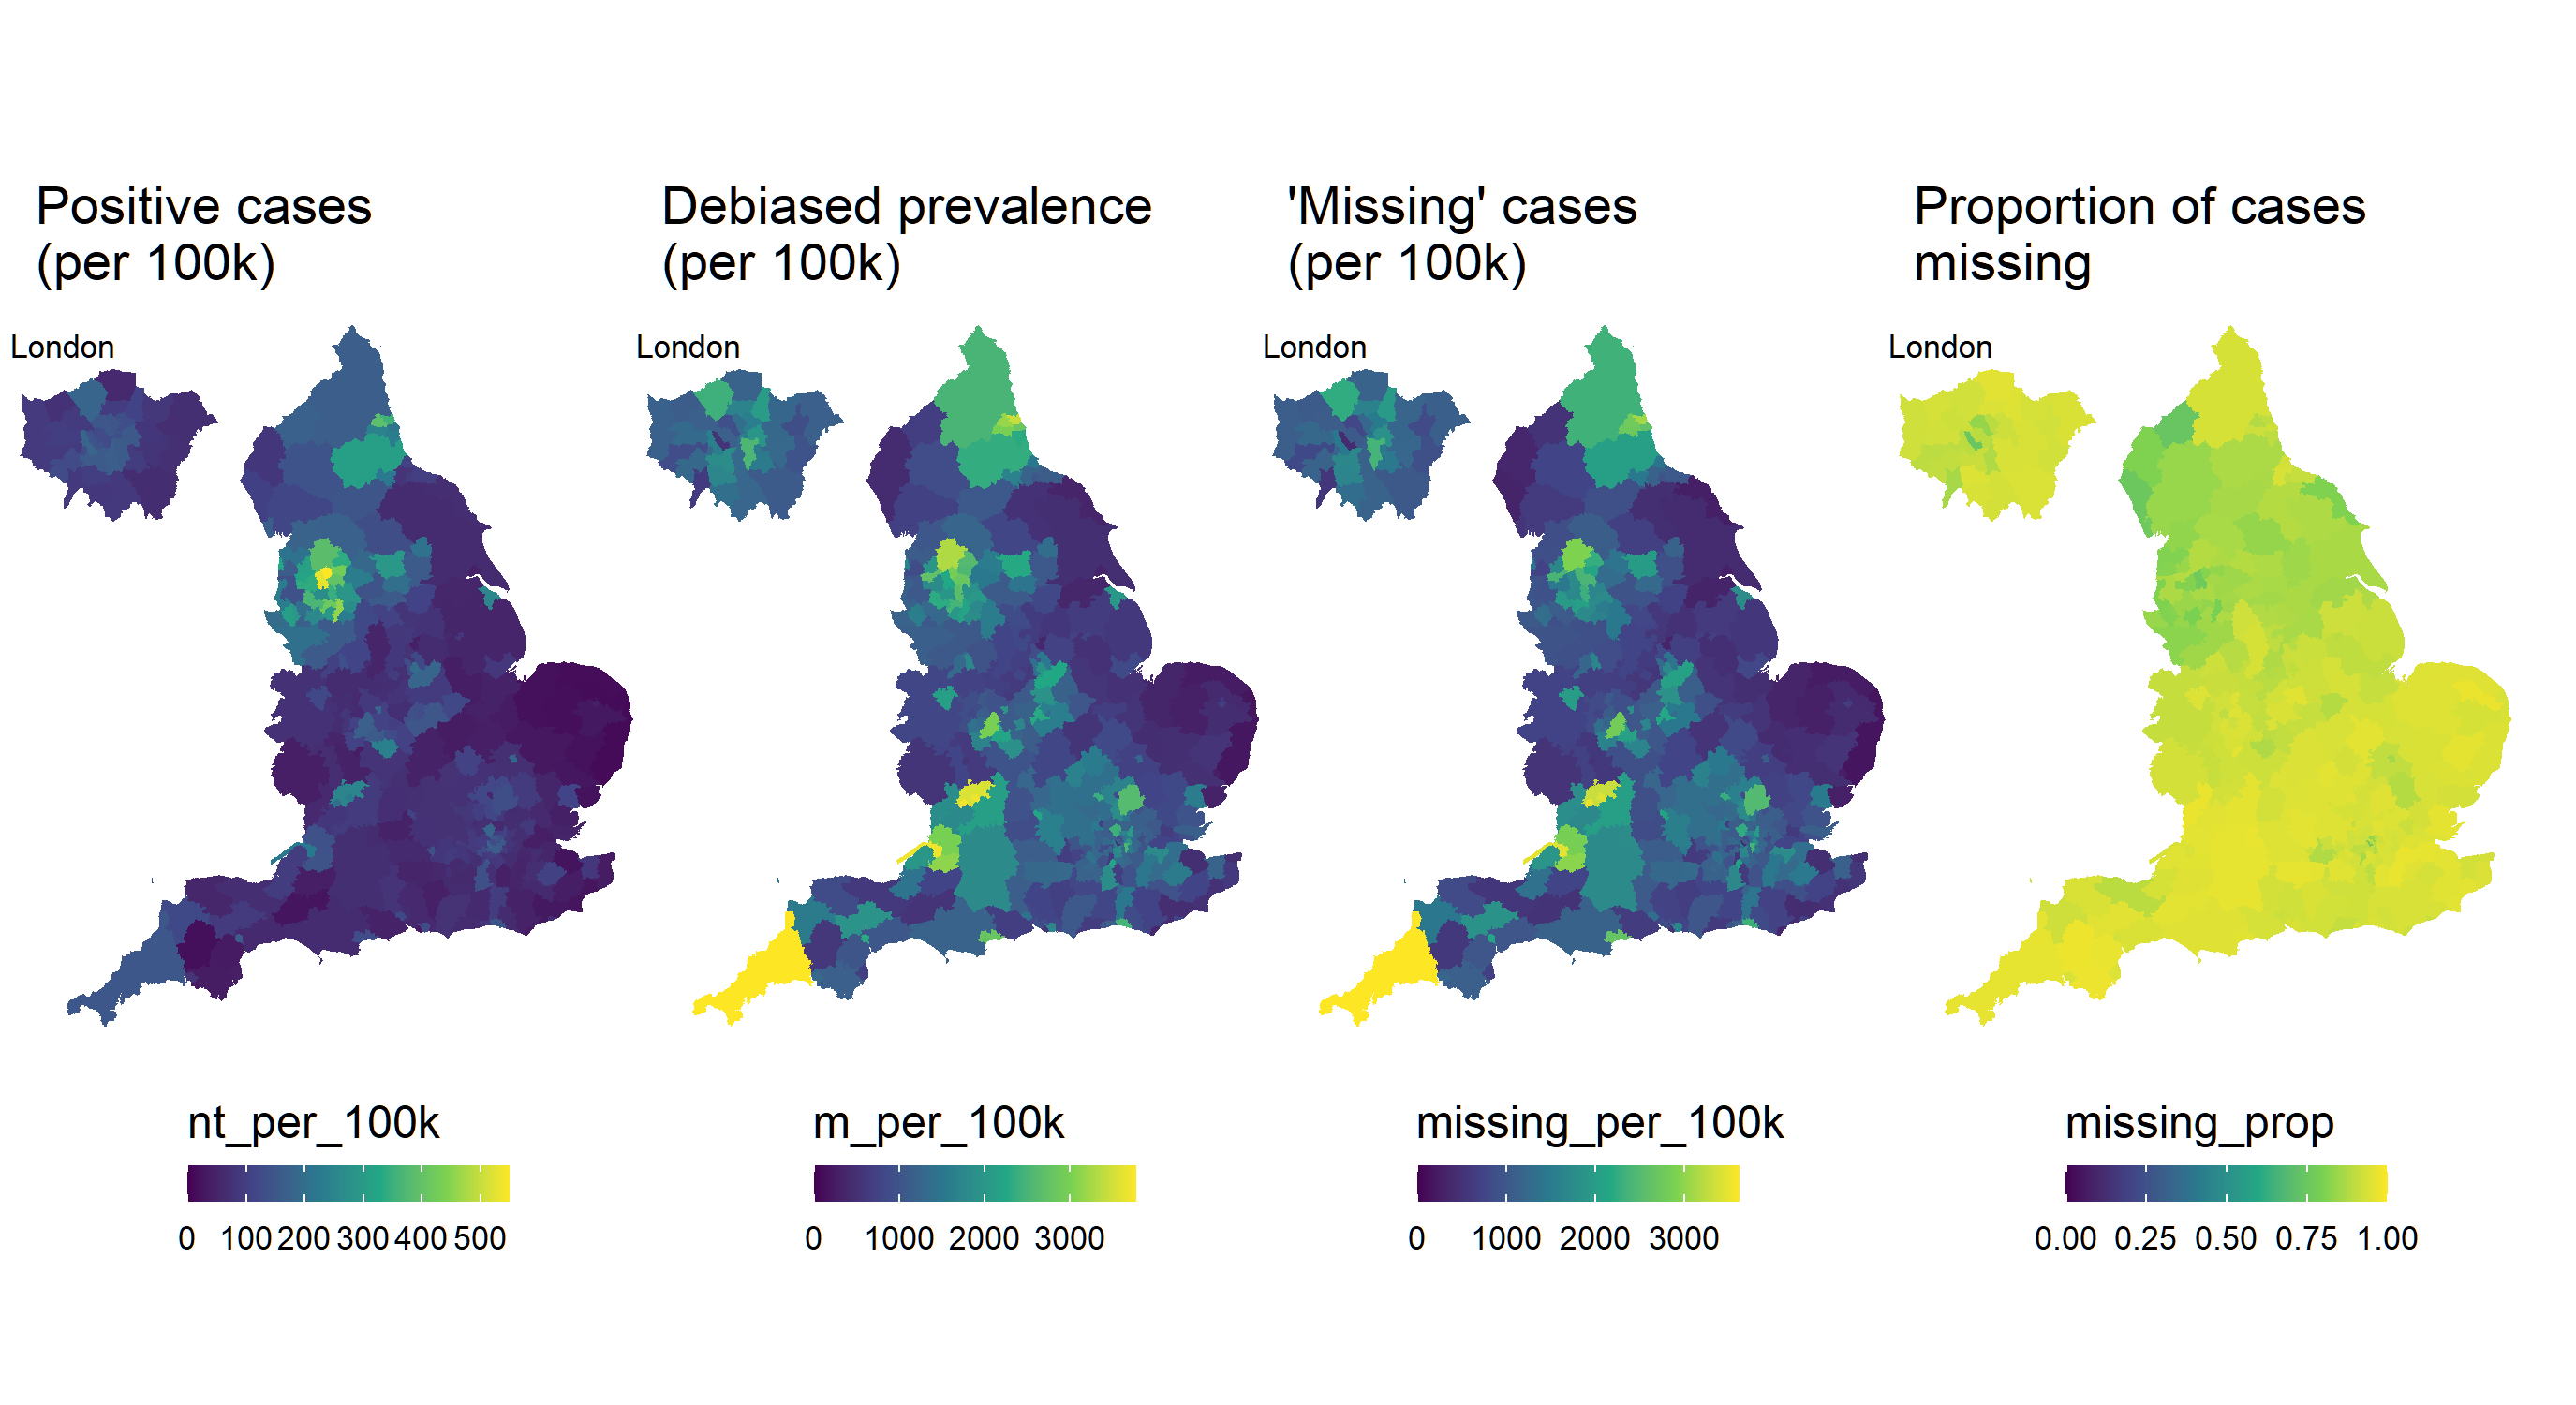 Positive cases
(per 100k)
Debiased prevalence
(per 100k)
'Missing' cases
(per 100k)
Proportion of cases
missing
London
London
London
London
nt_per_100k
0 100 200 300 400 500
m_per_100k
0 1000 2000 3000
missing_per_100k
0 1000 2000 3000
missing_prop
0.00 0.25 0.50 0.75 1.00